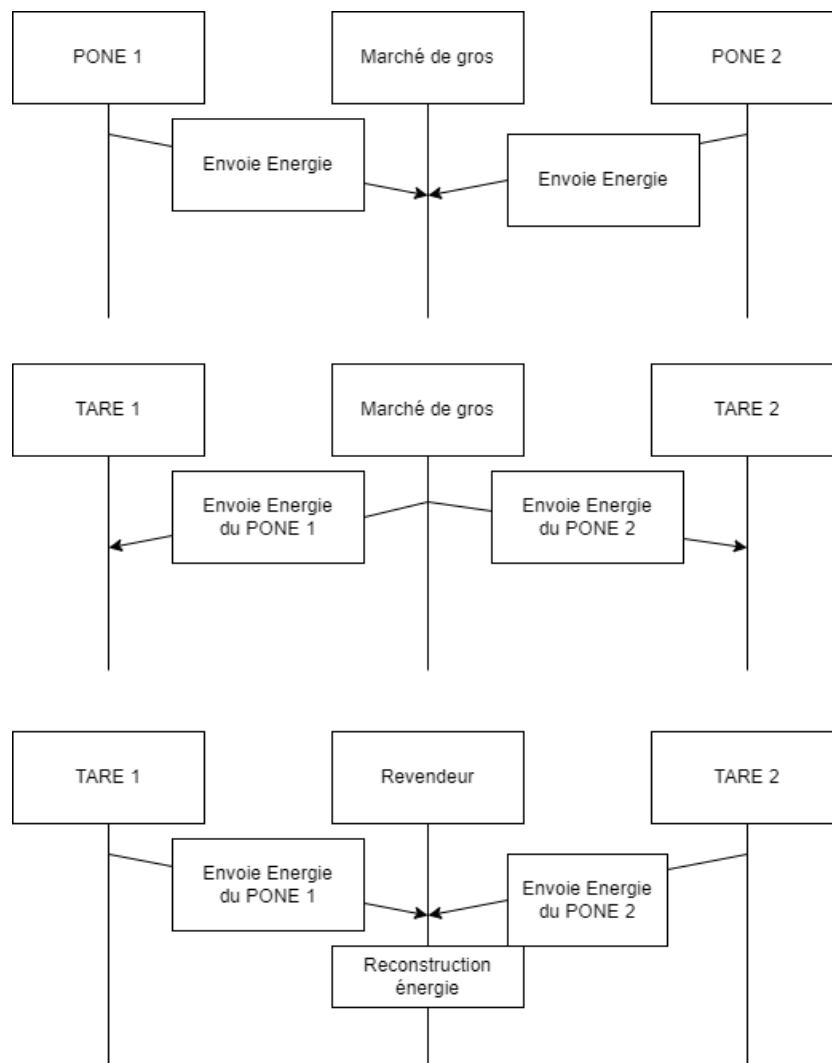 PONE 1
Marché de gros
PONE 2
Envoie Energie
Envoie Energie
TARE 1
Marché de gros
TARE 2
Envoie Energie
du PONE 1
Envoie Energie
du PONE 2
TARE 1
Revendeur
TARE 2
Envoie Energie
du PONE 1
Envoie Energie
du PONE 2
Reconstruction
énergie